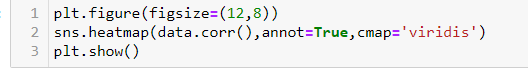 1 plt.figure(figsize=(12,8))
2 sns.heatmap(data.corr(),annot=True,cmap='viridis')
3 plt.show()